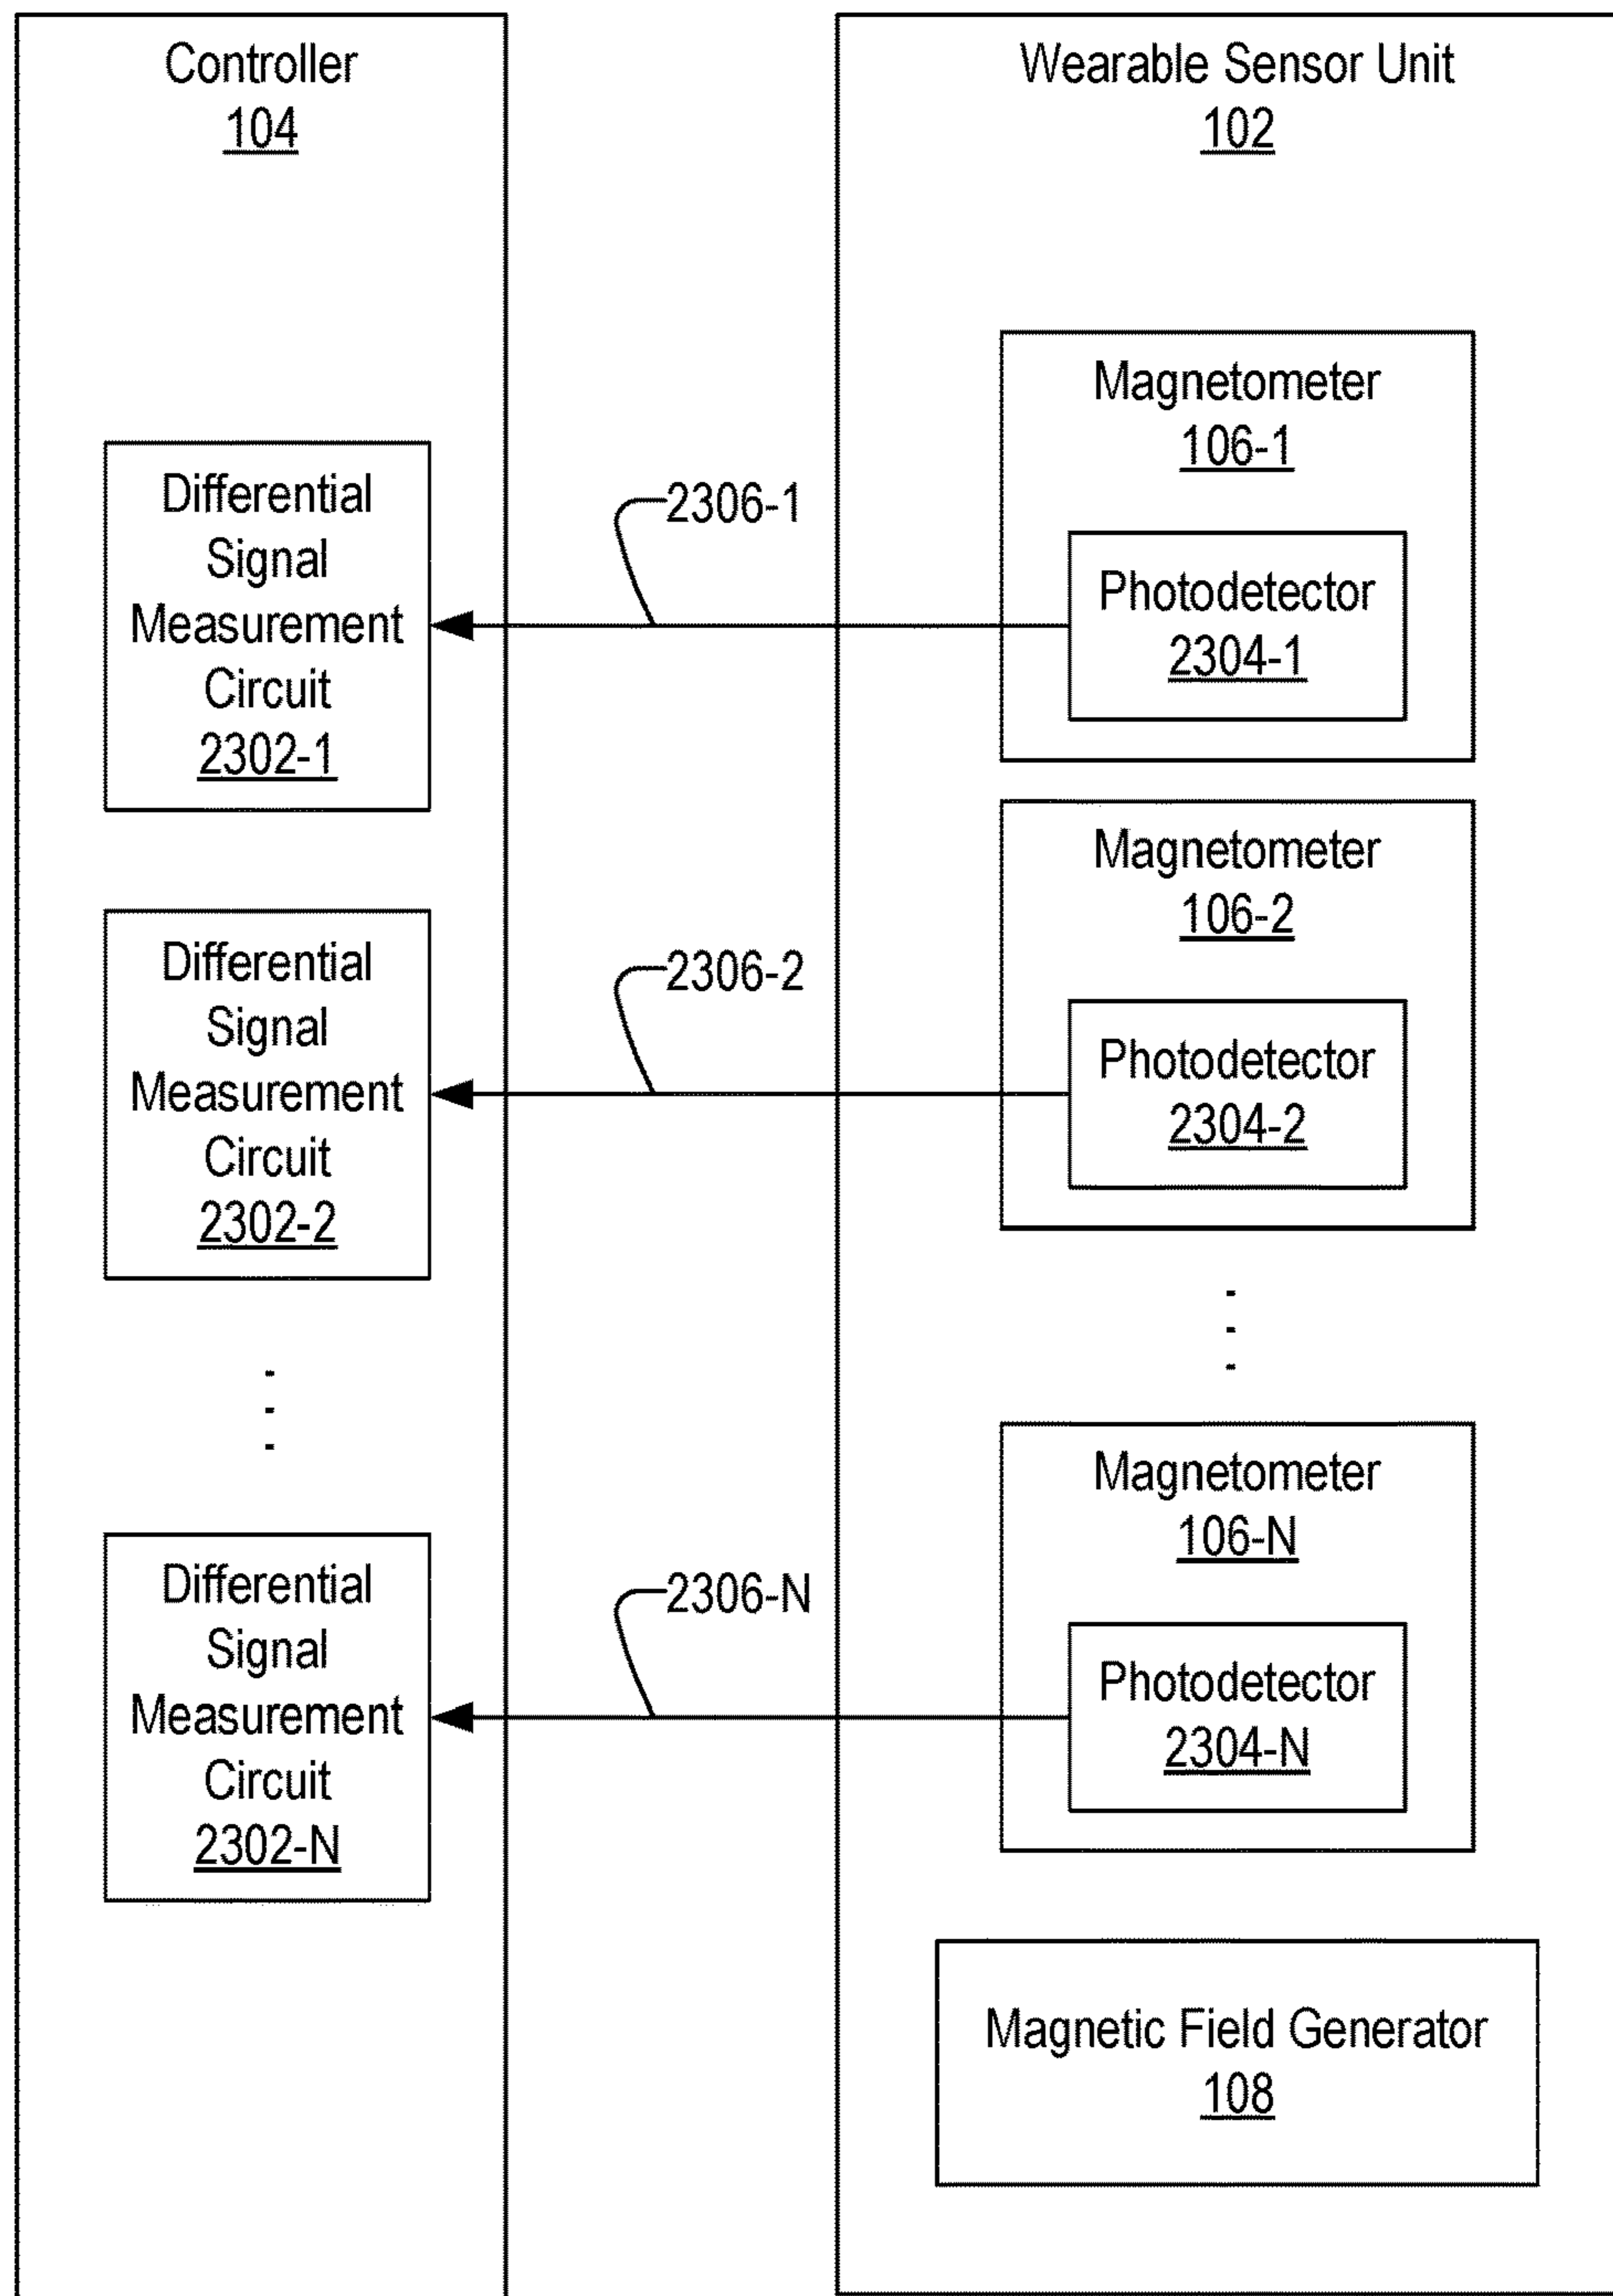 Controller
104
Differential
Signal
Measurement
Circuit
2302-1
Differential
Signal
Measurement
Circuit
2302-2
Differential
Signal
Measurement
Circuit
2302-N
2306-1
2306-2
2306-N
Wearable Sensor Unit
102
Magnetometer
106-1
Photodetector
2304-1
Magnetometer
106-2
Photodetector
2304-2
Magnetometer
106-N
Photodetector
2304-N
Magnetic Field Generator
108